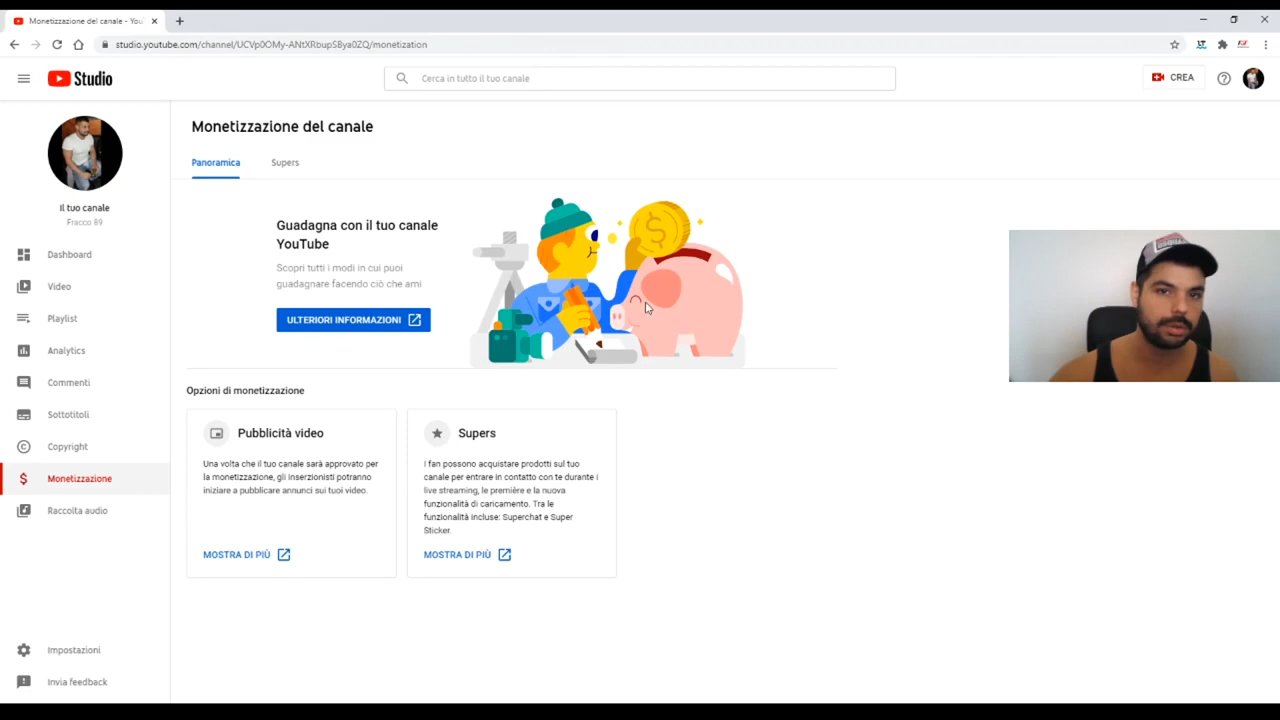 Monetizzazione del canale - You
studio.youtube.com/channel/UCVp0OMy-ANtXRbupSBya0ZQ/monetization
Studio
Cerca in tutto il tuo canale
CREA
Il tuo canale
Fracco 89
Dashboard
Video
Playlist
Analytics
Commenti
Sottotitoli
Copyright
Monetizzazione
Raccolta audio
Impostazioni
Invia feedback
Monetizzazione del canale
Panoramica
Supers
Guadagna con il tuo canale
YouTube
Scopri tutti i modi in cui puoi
guadagnare facendo ciò che ami
ULTERIORI INFORMAZIONI
Opzioni di monetizzazione
Pubblicità video
Una volta che il tuo canale sarà approvato per
la monetizzazione, gli inserzionisti potranno
iniziare a pubblicare annunci sui tuoi video.
MOSTRA DI PIÙ
Supers
I fan possono acquistare prodotti sul tuo
canale per entrare in contatto con te durante i
live streaming, le première e la nuova
funzionalità di caricamento. Tra le
funzionalità incluse: Superchat e Super
Sticker.
MOSTRA DI PIÙ